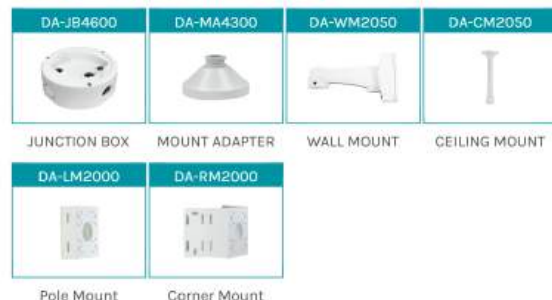 DA-JB4600 DA-MA4300 DA-WM2050 DA-CM2050
JUNCTION BOX MOUNT ADAPTER WALL MOUNT CEILING MOUNT
DA-LM2000 DA-RM2000
Pole Mount Corner Mount